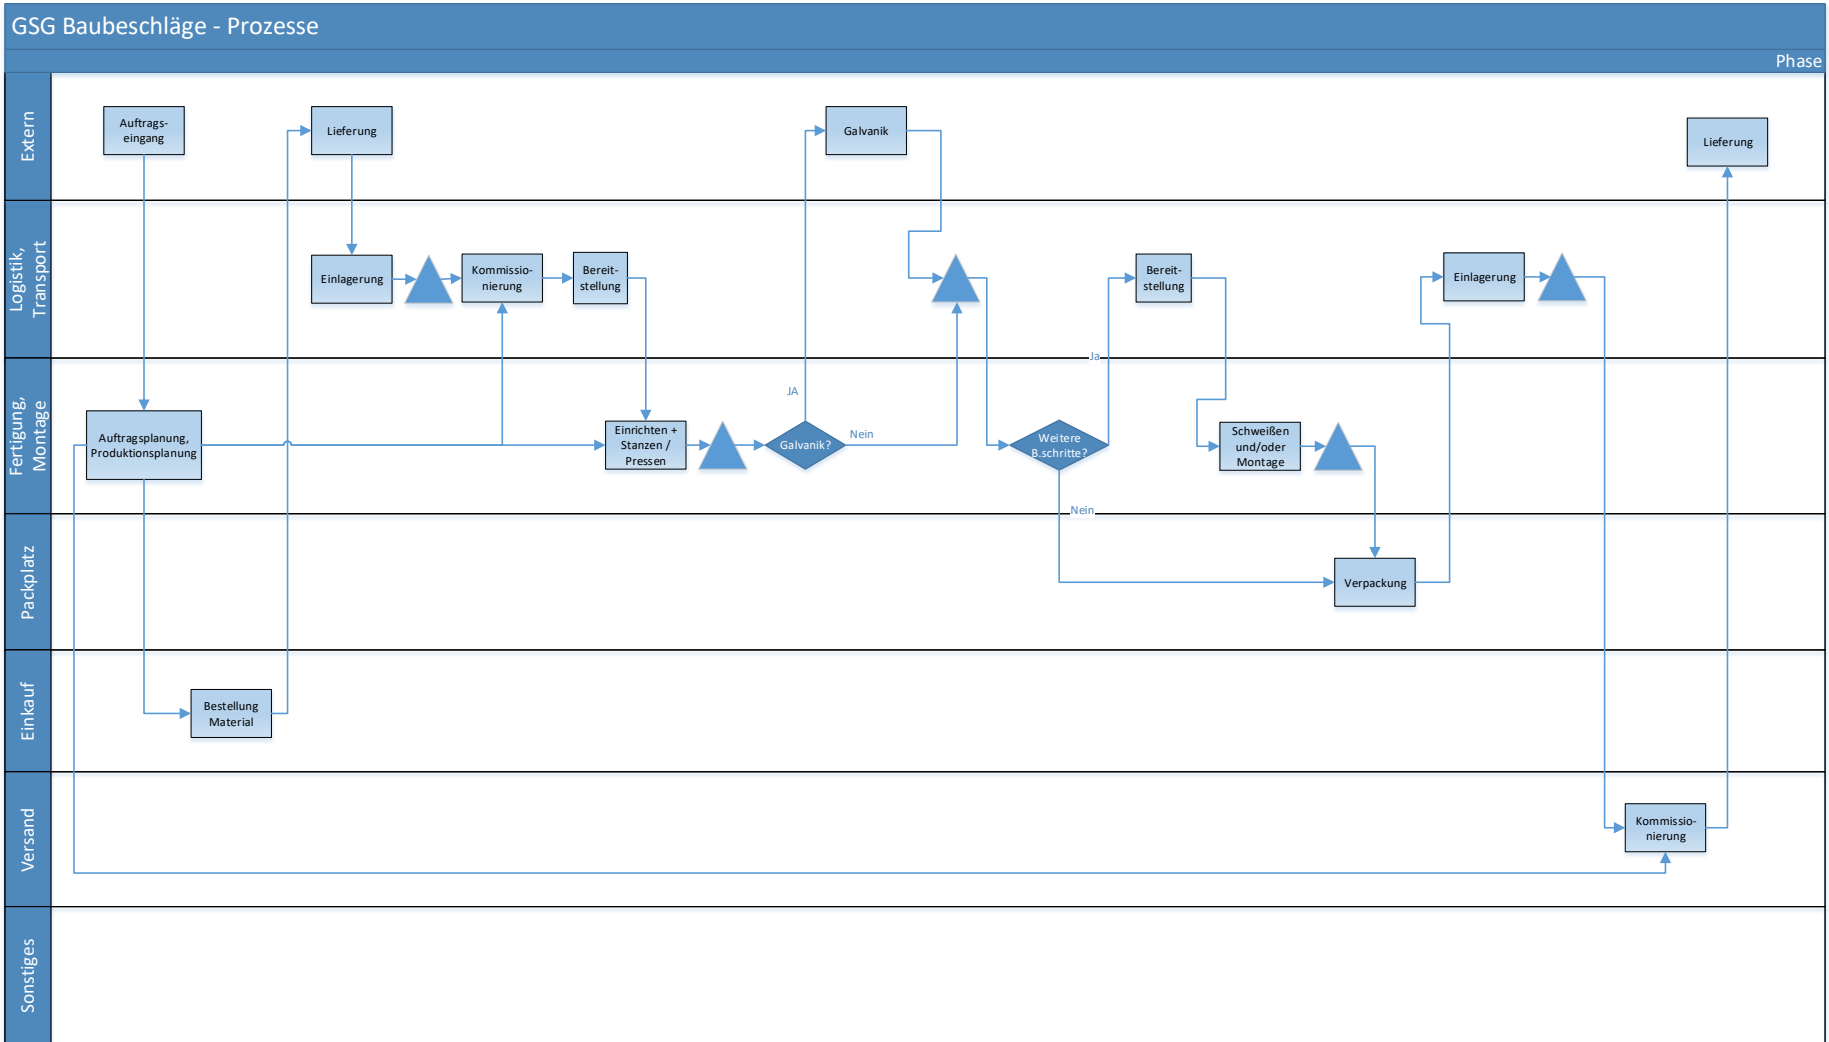 GSG Baubeschläge - Prozesse
Phase
Extern
Auftrags-
eingang
Lieferung
Galvanik
Lieferung
Logistik,
Transport
Einlagerung
Kommissio-
nierung
Bereit-
stellung
Bereit-
stellung
Einlagerung
Ja
Fertigung,
Montage
Auftragsplanung,
Produktionsplanung
Einrichten +
Stanzen /
Pressen
JA
Galvanik?
Nein
Weitere
B.schritte?
Schweißen
und/oder
Montage
Nein
Packplatz
Verpackung
Einkauf
Bestellung
Material
Versand
Kommissio-
nierung
Sonstiges